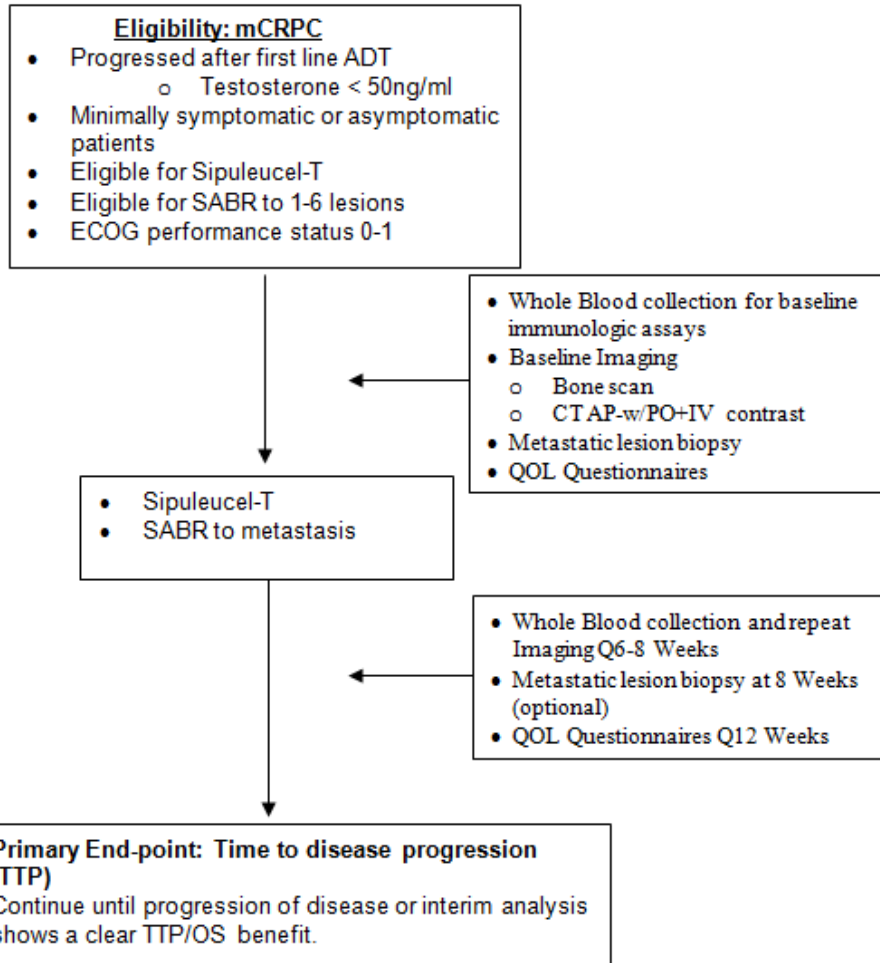 Eligibility: mCRPC
• Progressed after first line ADT
o Testosterone < 50ng/ml
• Minimally symptomatic or asymptomatic
patients
• Eligible for Sipuleucel-T
• Eligible for SABR to 1-6 lesions
• ECOG performance status 0-1
• Whole Blood collection for baseline
immunologic assays
• Baseline Imaging
o Bone scan
o CT AP-w/PO+IV contrast
• Metastatic lesion biopsy
• QOL Questionnaires
• Sipuleucel-T
• SABR to metastasis
• Whole Blood collection and repeat
Imaging Q6-8 Weeks
• Metastatic lesion biopsy at 8 Weeks
(optional)
• QOL Questionnaires Q12 Weeks
Primary End-point: Time to disease progression
(TTP)
Continue until progression of disease or interim analysis
shows a clear TTP/OS benefit.